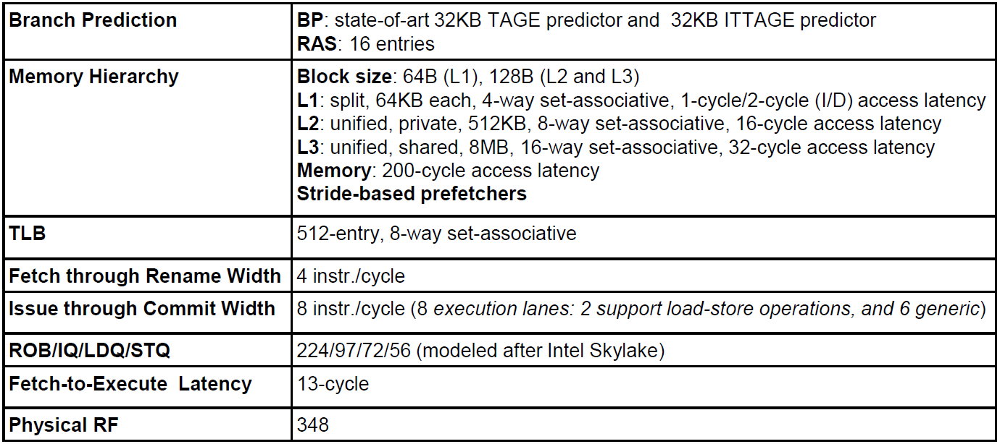 Branch Prediction
BP: state-of-art 32KB TAGE predictor and  32KB ITTAGE predictor
RAS: 16 entries
Memory Hierarchy
Block size: 64B (L1), 128B (L2 and L3)
L1: split, 64KB each, 4-way set-associative, 1-cycle/2-cycle (I/D) access latency
L2: unified, private, 512KB, 8-way set-associative, 16-cycle access latency
L3: unified, shared, 8MB, 16-way set-associative, 32-cycle access latency
Memory: 200-cycle access latency
Stride-based prefetchers
TLB
512-entry, 8-way set-associative
Fetch through Rename Width
4 instr./cycle
Issue through Commit Width
8 instr./cycle (8 execution lanes: 2 support load-store operations, and 6 generic)
ROB/IQ/LDQ/STQ
224/97/72/56 (modeled after Intel Skylake)
Fetch-to-Execute  Latency
13-cycle
Physical RF
348